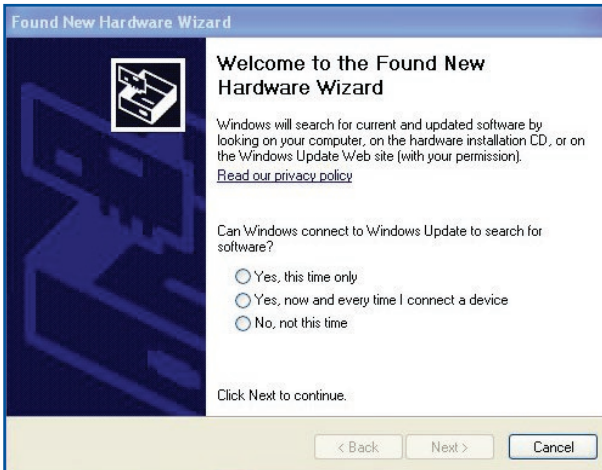 Found New Hardware Wizard
Welcome to the Found New
Hardware Wizard
Windows will search for current and updated software by
looking on your computer, on the hardware installation CD, or on
the Windows Update Web site (with your permission).
Read our privacy policy
Can Windows connect to Windows Update to search for
software?
Yes, this time only
Yes, now and every time I connect a device
No, not this time
Click Next to continue.
< Back
Next >
Cancel